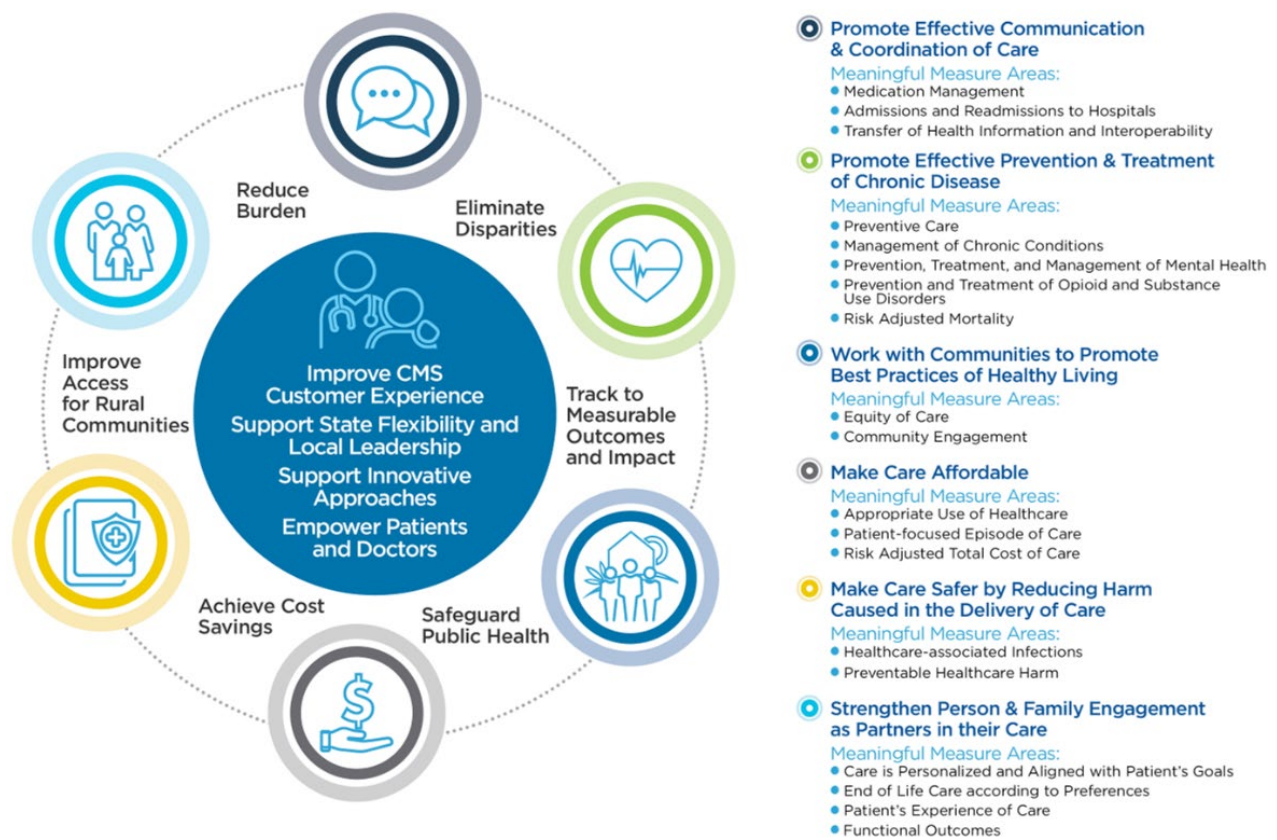 Reduce
Burden
Eliminate
Disparities
Improve
Access
for Rural
Communities
Improve CMS
Customer Experience
Support State Flexibility and
Local Leadership
Support Innovative
Approaches
Empower Patients
and Doctors
Track to
Measurable
Outcomes
and Impact
Achieve Cost
Savings
Safeguard
Public Health
$
Promote Effective Communication
& Coordination of Care
Meaningful Measure Areas:
• Medication Management
• Admissions and Readmissions to Hospitals
• Transfer of Health Information and Interoperability
Promote Effective Prevention & Treatment
of Chronic Disease
Meaningful Measure Areas:
• Preventive Care
• Management of Chronic Conditions
• Prevention, Treatment, and Management of Mental Health
• Prevention and Treatment of Opioid and Substance
Use Disorders
• Risk Adjusted Mortality
Work with Communities to Promote
Best Practices of Healthy Living
Meaningful Measure Areas:
• Equity of Care
• Community Engagement
Make Care Affordable
Meaningful Measure Areas:
• Appropriate Use of Healthcare
• Patient-focused Episode of Care
• Risk Adjusted Total Cost of Care
Make Care Safer by Reducing Harm
Caused in the Delivery of Care
Meaningful Measure Areas:
• Healthcare-associated Infections
• Preventable Healthcare Harm
Strengthen Person & Family Engagement
as Partners in their Care
Meaningful Measure Areas:
• Care is Personalized and Aligned with Patient's Goals
• End of Life Care according to Preferences
• Patient's Experience of Care
• Functional Outcomes